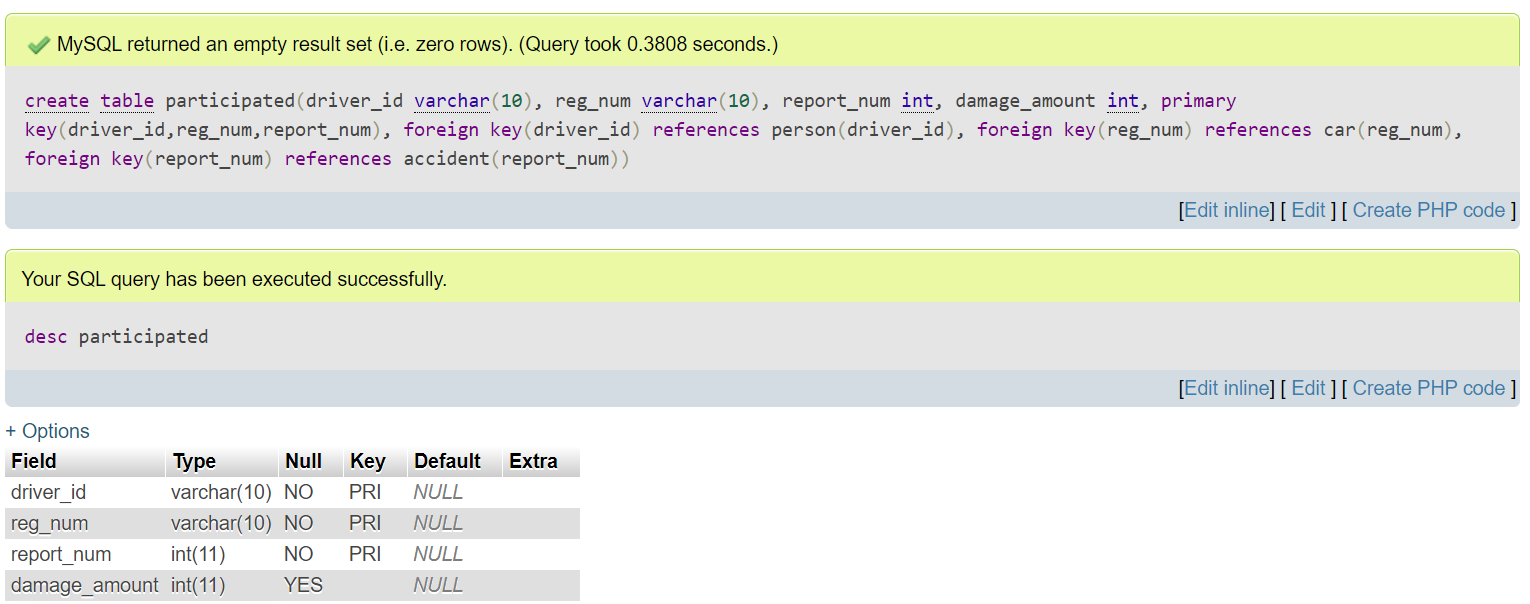 MySQL returned an empty result set (i.e. zero rows). (Query took 0.3808 seconds.)
create table participated(driver_id varchar(10), reg_num varchar(10), report_num int, damage_amount int, primary
key(driver_id,reg_num,report_num), foreign key(driver_id) references person(driver_id), foreign key(reg_num) references car(reg_num),
foreign key(report_num) references accident(report_num))
[Edit inline] [ Edit ] [ Create PHP code ]
Your SQL query has been executed successfully.
desc participated
[Edit inline] [ Edit ] [ Create PHP code ]
+ Options
Field Type Null Key Default Extra
driver_id varchar(10) NO PRI NULL
reg_num varchar(10) NO PRI NULL
report_num int(11) NO PRI NULL
damage_amount int(11) YES NULL